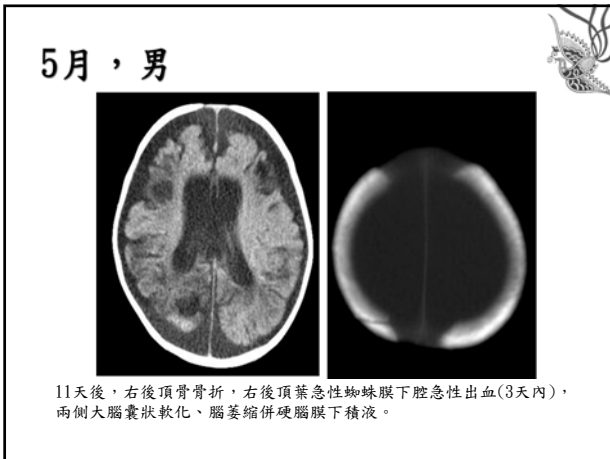 5月，男
11天後，右後頂骨骨折，右後頂葉急性蜘蛛膜下腔急性出血(3天內)，
兩側大腦囊狀軟化、腦萎縮併硬腦膜下積液。